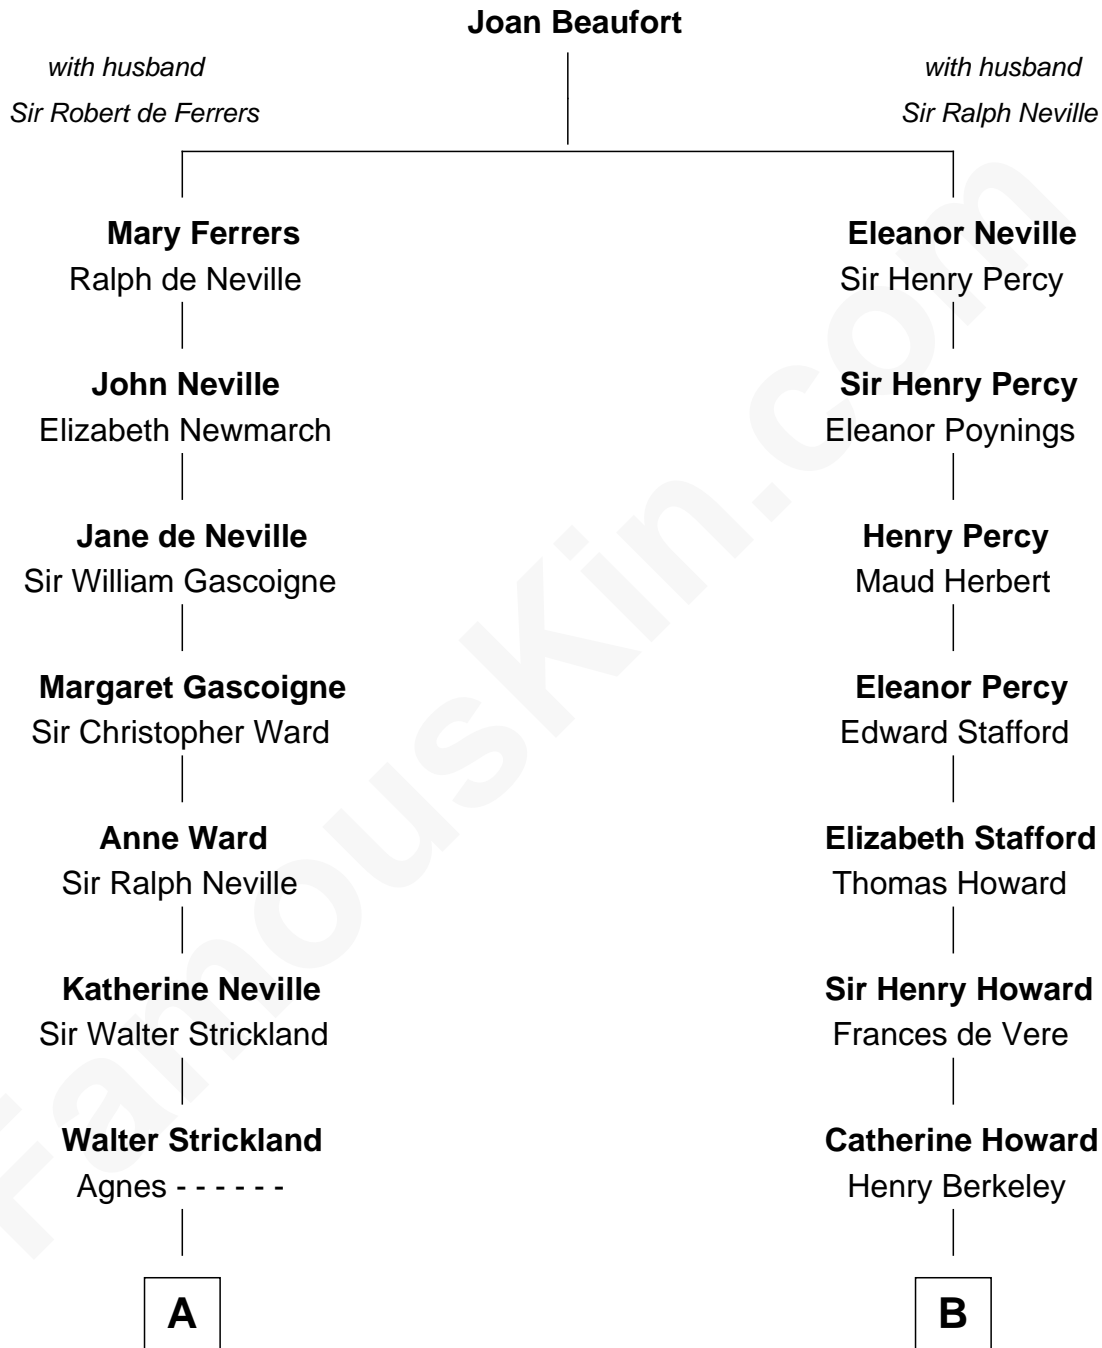 Joan Beaufort
with husband
Sir Robert de Ferrers
with husband
Sir Ralph Neville
Mary Ferrers
Ralph de Neville
Eleanor Neville
Sir Henry Percy
John Neville
Elizabeth Newmarch
Sir Henry Percy
Eleanor Poynings
Jane de Neville
Sir William Gascoigne
Henry Percy
Maud Herbert
Margaret Gascoigne
Sir Christopher Ward
Eleanor Percy
Edward Stafford
Anne Ward
Sir Ralph Neville
Elizabeth Stafford
Thomas Howard
Katherine Neville
Sir Walter Strickland
Sir Henry Howard
Frances de Vere
Walter Strickland
Agnes - - - - - -
Catherine Howard
Henry Berkeley
A
B
FamousKin.com